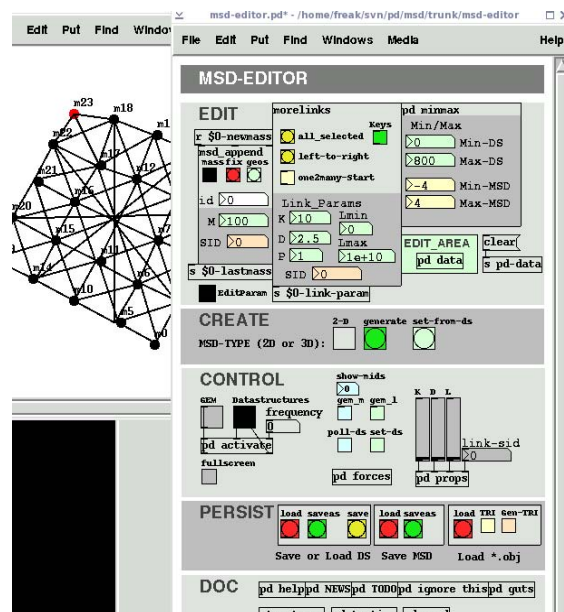 msd-editor.pd* - /home/freak/svn/pd/msd/trunk/msd-editor
Edit Put Find Window
File Edit Put Find Windows Media Help
m23
m18
m22
m17
m12
m21
m16
m20
m15
m11
m14
m6
m10
m5
m0
MSD-EDITOR
EDIT
r $0-newmass
msd_append
mass fix geos
id 0
M 100
SID 0
s $0-lastmass
EditParam
morelinks
Keys
all_selected
left-to-right
one2many-start
Link_Params
K 10 Lmin
0
D 2.5 Lmax
P 1 1e+10
SID 0
s $0-link-param
pd minmax
Min/Max
0 Min-DS
800 Max-DS
-4 Min-MSD
4 Max-MSD
EDIT_AREA
pd data
clear
s pd-data
CREATE
2-D generate set-from-ds
MSD-TYPE (2D or 3D):
CONTROL
GEM Datastructures
frequency
0
pd activate
fullscreen
show-mids
0
gem_m gem_l
poll-ds set-ds
pd forces
K D L
link-sid
0
pd props
PERSIST
load saveas save
Save or Load DS
load saveas
Save MSD
load TRI Gen-TRI
Load *.obj
DOC
pd help pd NEWS pd TODO pd ignore this pd guts